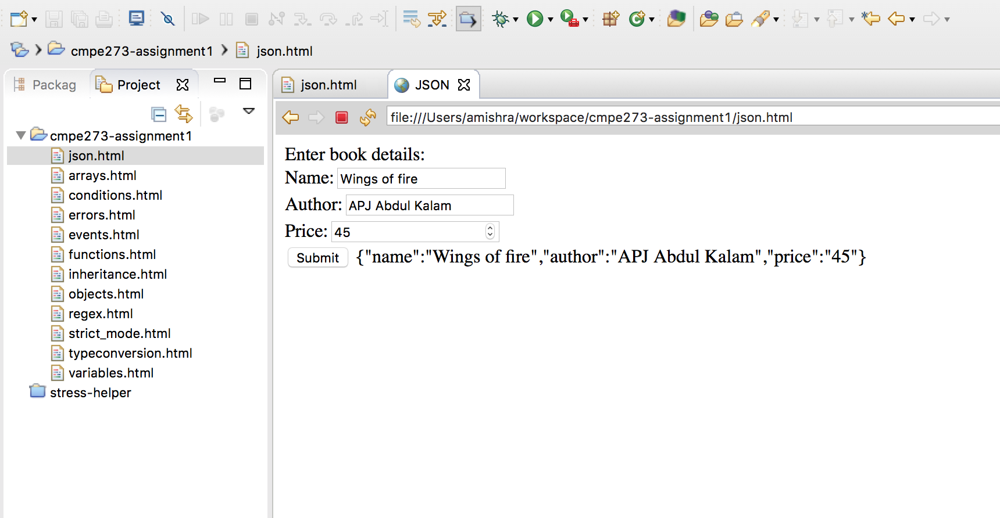 cmpe273-assignment1 json.html
Packag Project
cmpe273-assignment1
json.html
arrays.html
conditions.html
errors.html
events.html
functions.html
inheritance.html
objects.html
regex.html
strict_mode.html
typeconversion.html
variables.html
stress-helper
json.html JSON
file:///Users/amishra/workspace/cmpe273-assignment1/json.html
Enter book details:
Name: Wings of fire
Author: APJ Abdul Kalam
Price: 45
Submit {"name":"Wings of fire","author":"APJ Abdul Kalam","price":"45"}